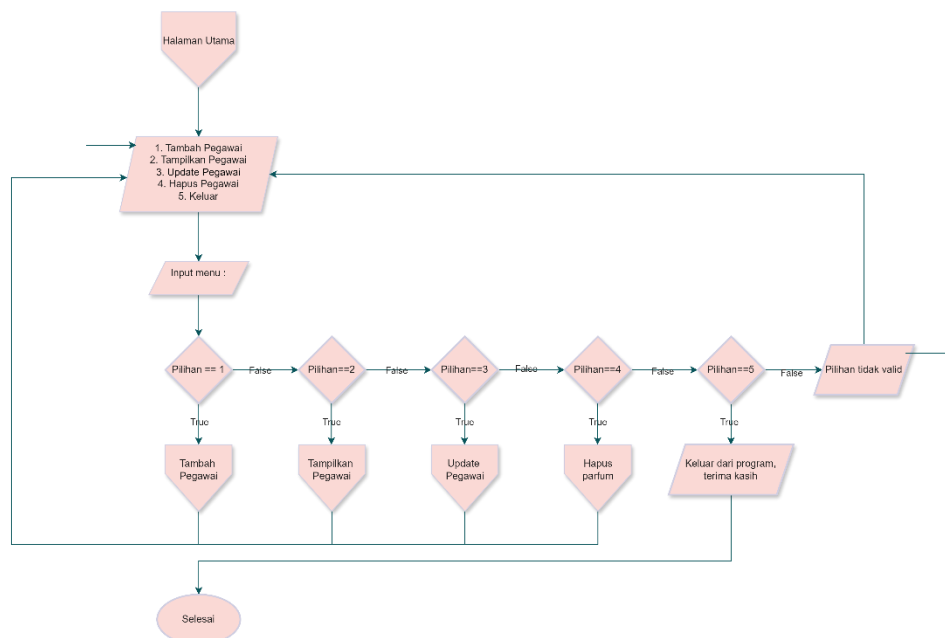 Halaman Utama
1. Tambah Pegawai
2. Tampilkan Pegawai
3. Update Pegawai
4. Hapus Pegawai
5. Keluar
Input menu :
Pilihan == 1
False
Pilihan==2
False
Pilihan==3
False
Pilihan==4
False
Pilihan==5
False
Pilihan tidak valid
True
True
True
True
True
Tambah
Pegawai
Tampilkan
Pegawai
Update
Pegawai
Hapus
parfum
Keluar dari program,
terima kasih
Selesai